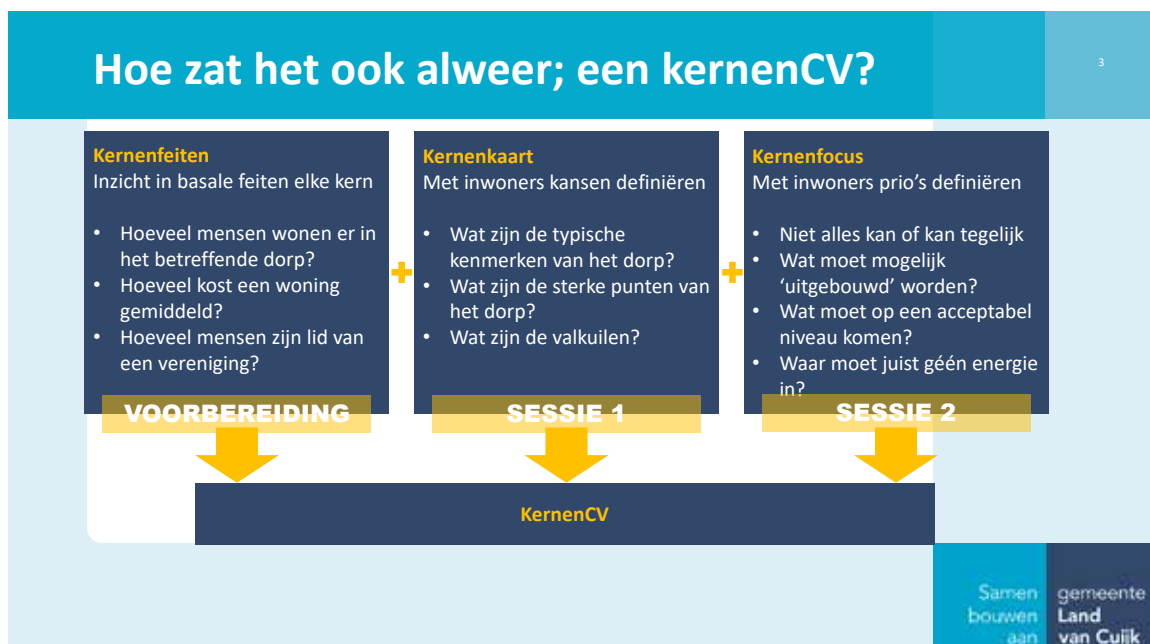 Hoe zat het ook alweer; een kernenCV?
3
Kernenfeiten
Inzicht in basale feiten elke kern
• Hoeveel mensen wonen er in
het betreffende dorp?
• Hoeveel kost een woning
gemiddeld?
• Hoeveel mensen zijn lid van
een vereniging?
VOORBEREIDING
+
Kernenkaart
Met inwoners kansen definiëren
• Wat zijn de typische
kenmerken van het dorp?
• Wat zijn de sterke punten van
het dorp?
• Wat zijn de valkuilen?
SESSIE 1
+
Kernenfocus
Met inwoners prio's definiëren
• Niet alles kan of kan tegelijk
• Wat moet mogelijk
‘uitgebouwd’ worden?
• Wat moet op een acceptabel
niveau komen?
• Waar moet juist géén energie
in?
SESSIE 2
KernenCV
Samen
bouwen
aan
gemeente
Land
van Cuijk